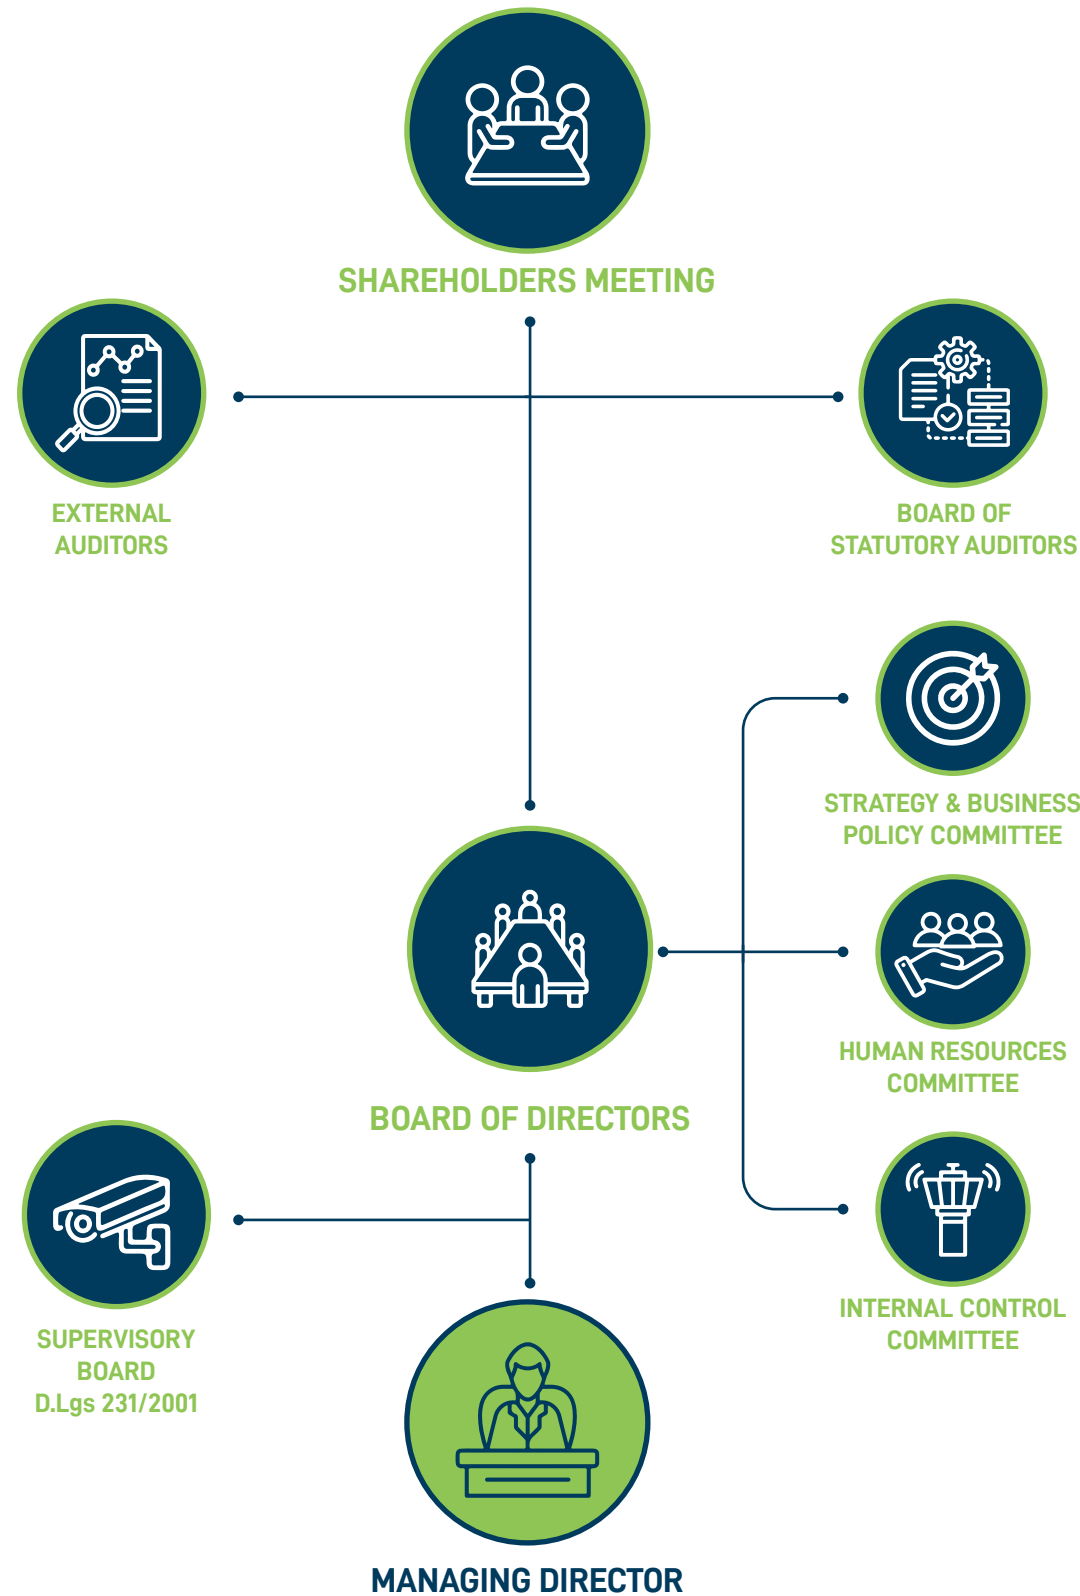 SHAREHOLDERS MEETING
EXTERNAL
AUDITORS
BOARD OF
STATUTORY AUDITORS
STRATEGY & BUSINESS
POLICY COMMITTEE
HUMAN RESOURCES
COMMITTEE
BOARD OF DIRECTORS
INTERNAL CONTROL
COMMITTEE
SUPERVISORY
BOARD
D.Lgs 231/2001
MANAGING DIRECTOR